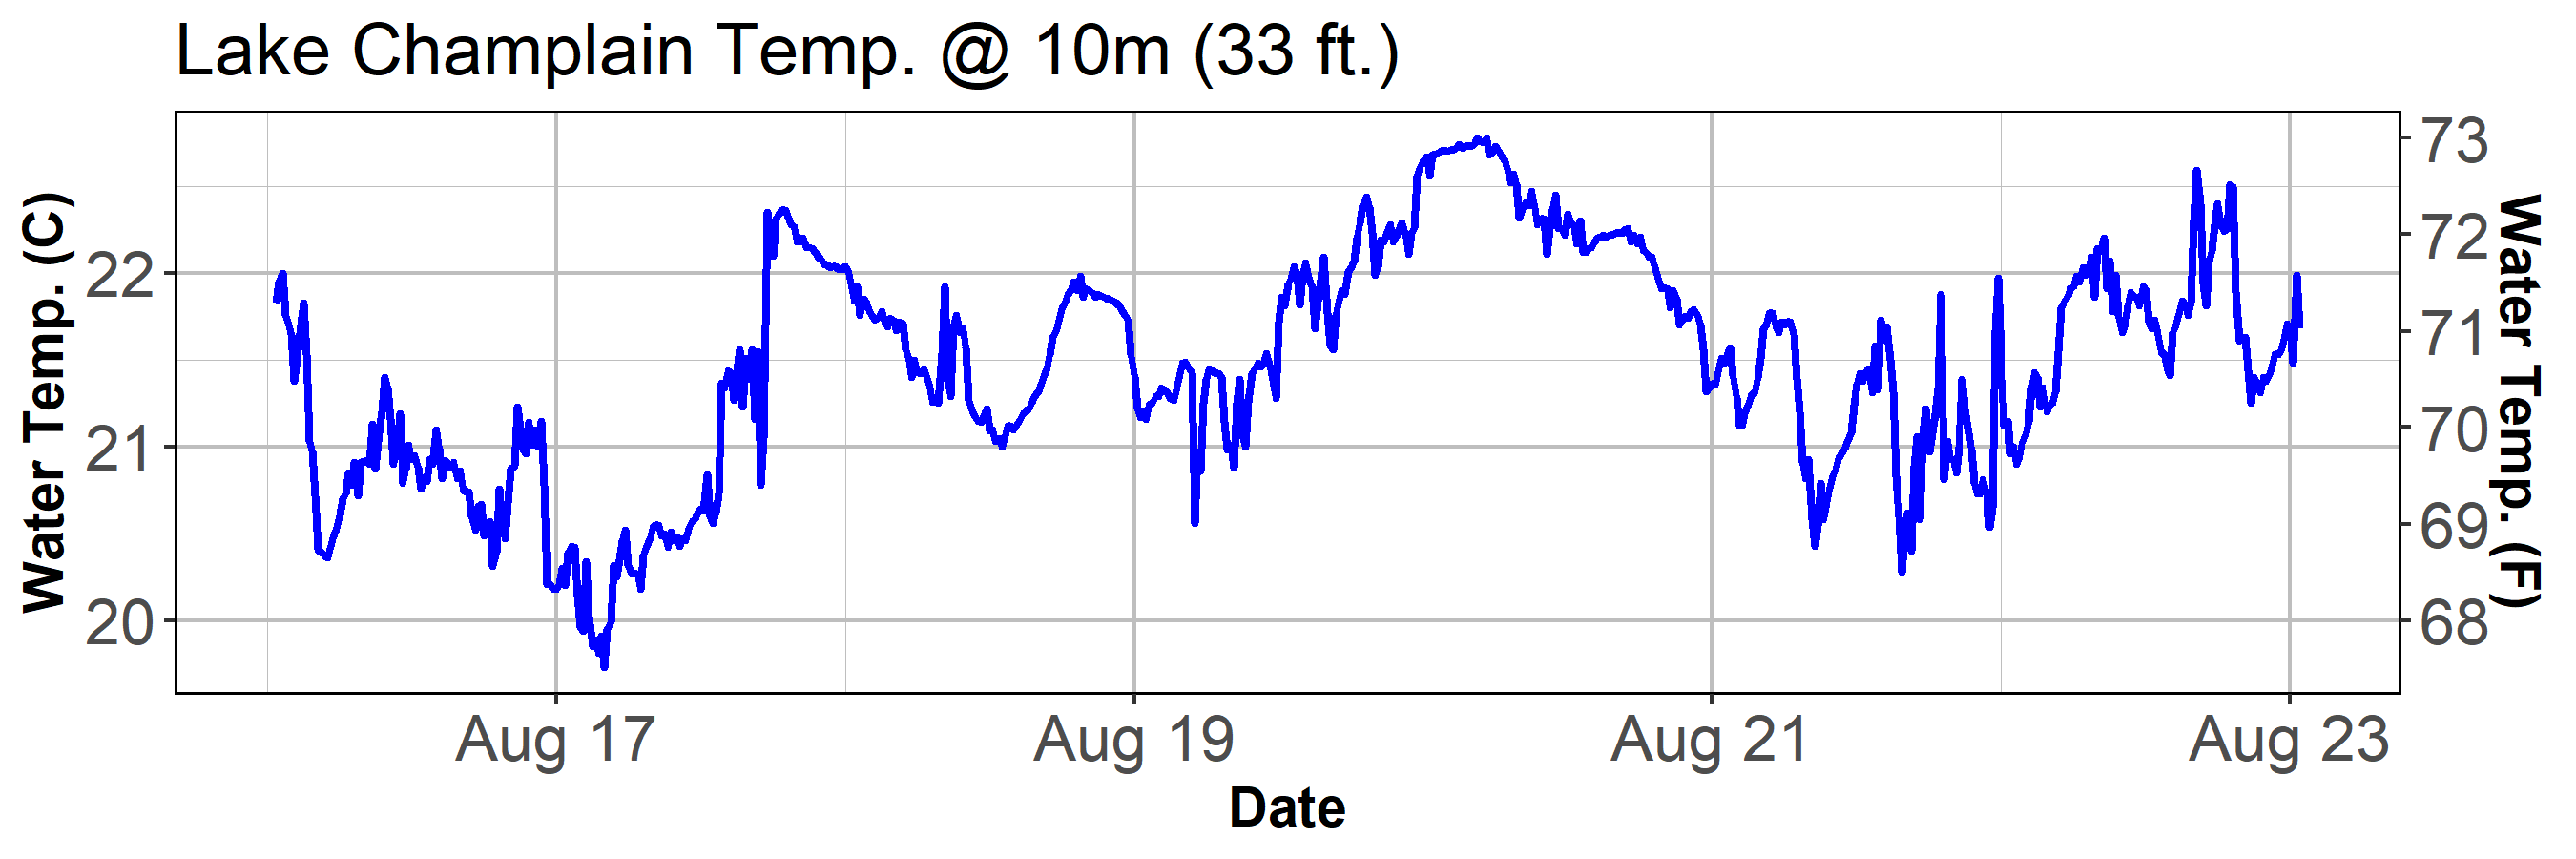 Lake Champlain Temp. @ 10m (33 ft.)
Water Temp. (C)
22
21
20
73
72
71
70
69
68
Water Temp. (F)
Aug 17
Aug 19
Aug 21
Aug 23
Date